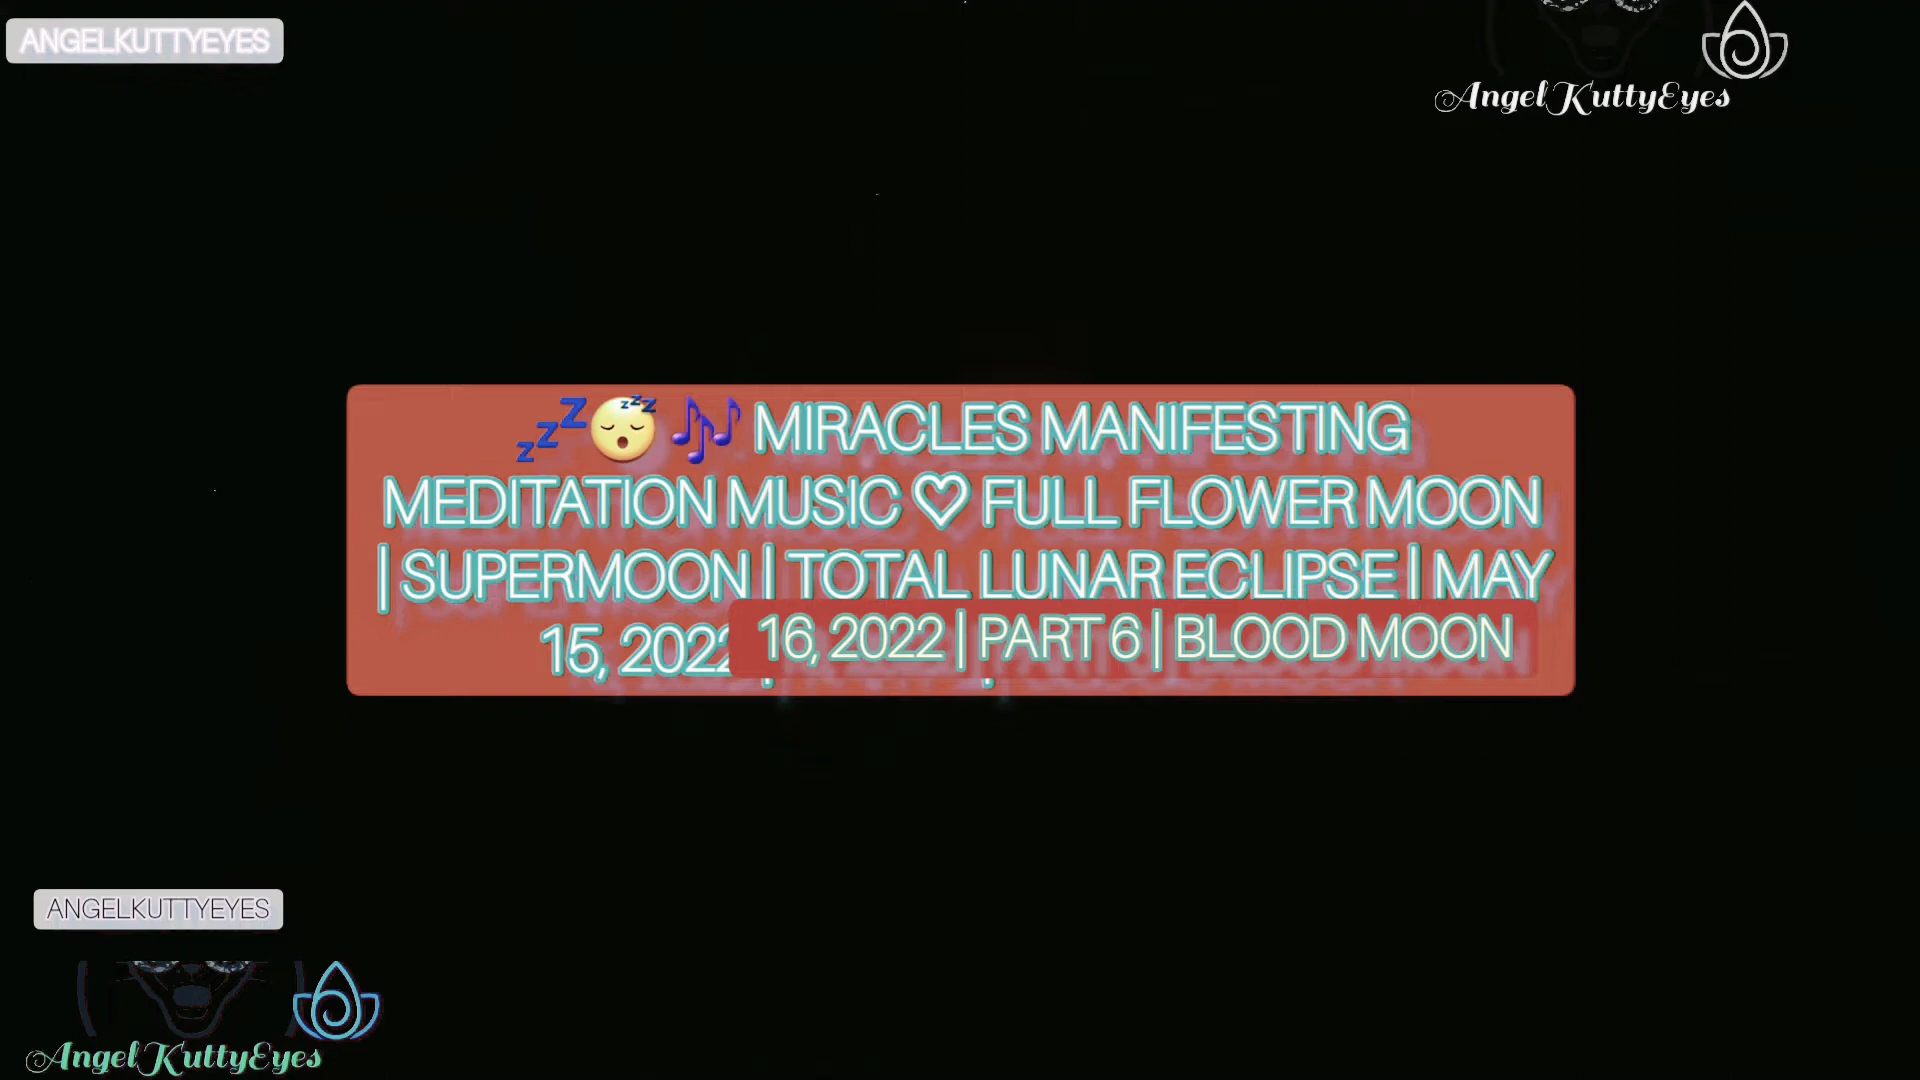 ANGELKUTTYEYES
AngelKuttyEyes
💤😴🎶 MIRACLES MANIFESTING
MEDITATION MUSIC ♡ FULL FLOWER MOON
| SUPERMOON | TOTAL LUNAR ECLIPSE | MAY
15, 2022
16, 2022 | PART 6 | BLOOD MOON
ANGELKUTTYEYES
AngelKuttyEyes